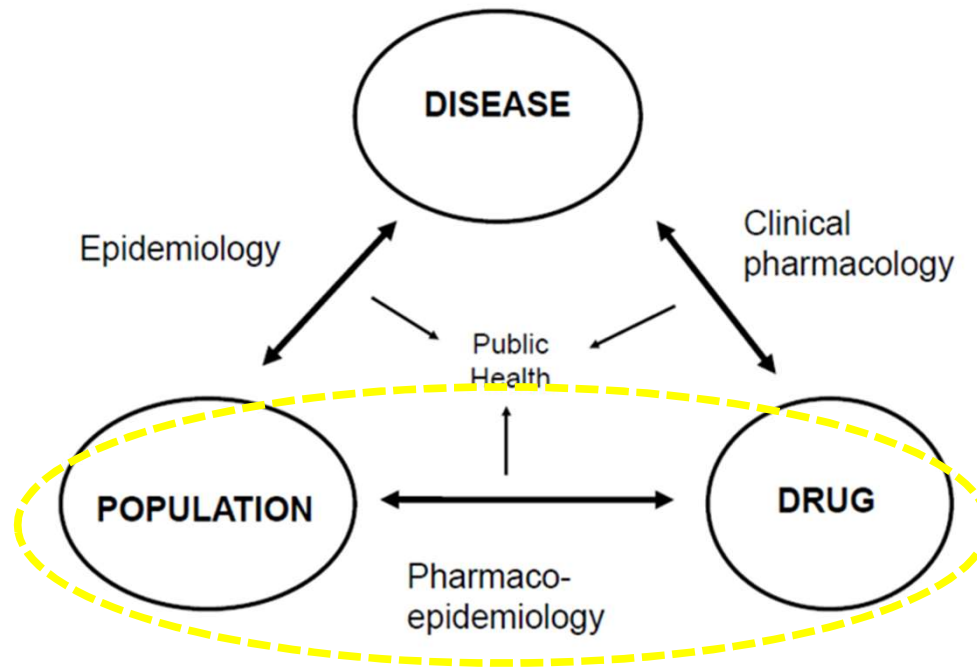 DISEASE
Epidemiology
Clinical
pharmacology
Public
Health
POPULATION
DRUG
Pharmaco-
epidemiology